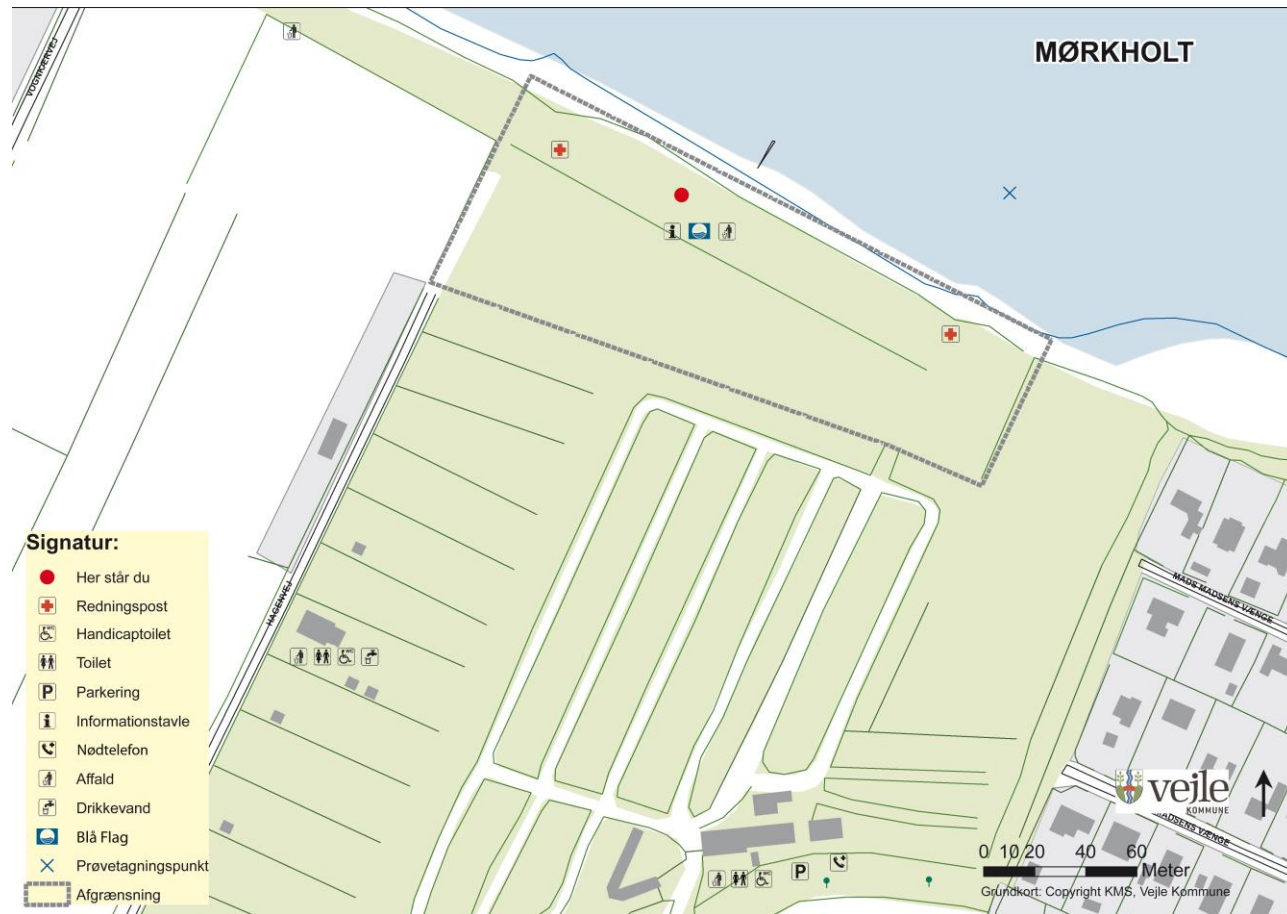 MØRKHOLT
VOGNKÆRVEJ
HAGENVEJ
MADS MADSENS VÆNGE
Signatur:
Her står du
Redningspost
Handicaptoilet
Toilet
P Parkering
i Informationstavle
Nødtelefon
Affald
Drikkevand
Blå Flag
Prøvetagningspunkt
Afgrænsning
i
P
vejle
KOMMUNE
MADSENS VÆNGE
0 10 20 40 60
Meter
Grundkort: Copyright KMS, Vejle Kommune